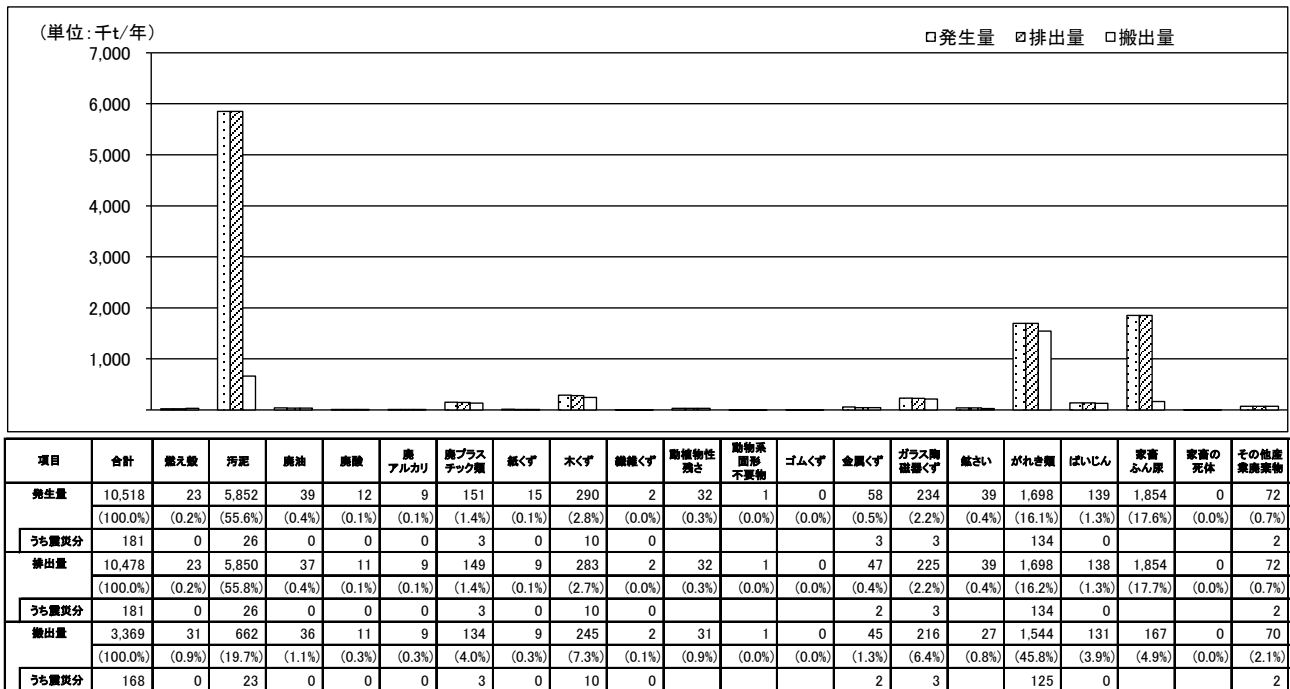 (単位:千t/年)
□発生量 □排出量 □搬出量
7,000
6,000
5,000
4,000
3,000
2,000
1,000
項目 合計 燃え殻 汚泥 廃油 廃酸 廃アルカリ 廃プラスチック類 紙くず 木くず 繊維くず 動植物性残さ 動物系固形不要物 ゴムくず 金属くず ガラス陶磁器くず 鉱さい がれき類 ばいじん 家畜ふん尿 家畜の死体 その他産業廃棄物
発生量 10,518 23 5,852 39 12 9 151 15 290 2 32 1 0 58 234 39 1,698 139 1,854 0 72
(100.0%) (0.2%) (55.6%) (0.4%) (0.1%) (0.1%) (1.4%) (0.1%) (2.8%) (0.0%) (0.3%) (0.0%) (0.0%) (0.5%) (2.2%) (0.4%) (16.1%) (1.3%) (17.6%) (0.0%) (0.7%)
うち震災分 181 0 26 0 0 0 3 0 10 0 3 3 134 0 2
排出量 10,478 23 5,850 37 11 9 149 9 283 2 32 1 0 47 225 39 1,698 138 1,854 0 72
(100.0%) (0.2%) (55.8%) (0.4%) (0.1%) (0.1%) (1.4%) (0.1%) (2.7%) (0.0%) (0.3%) (0.0%) (0.0%) (0.4%) (2.2%) (0.4%) (16.2%) (1.3%) (17.7%) (0.0%) (0.7%)
うち震災分 181 0 26 0 0 0 3 0 10 0 2 3 134 0 2
搬出量 3,369 31 662 36 11 9 134 9 245 2 31 1 0 45 216 27 1,544 131 167 0 70
(100.0%) (0.9%) (19.7%) (1.1%) (0.3%) (0.3%) (4.0%) (0.3%) (7.3%) (0.1%) (0.9%) (0.0%) (0.0%) (1.3%) (6.4%) (0.8%) (45.8%) (3.9%) (4.9%) (0.0%) (2.1%)
うち震災分 168 0 23 0 0 0 3 0 10 0 2 3 125 0 2